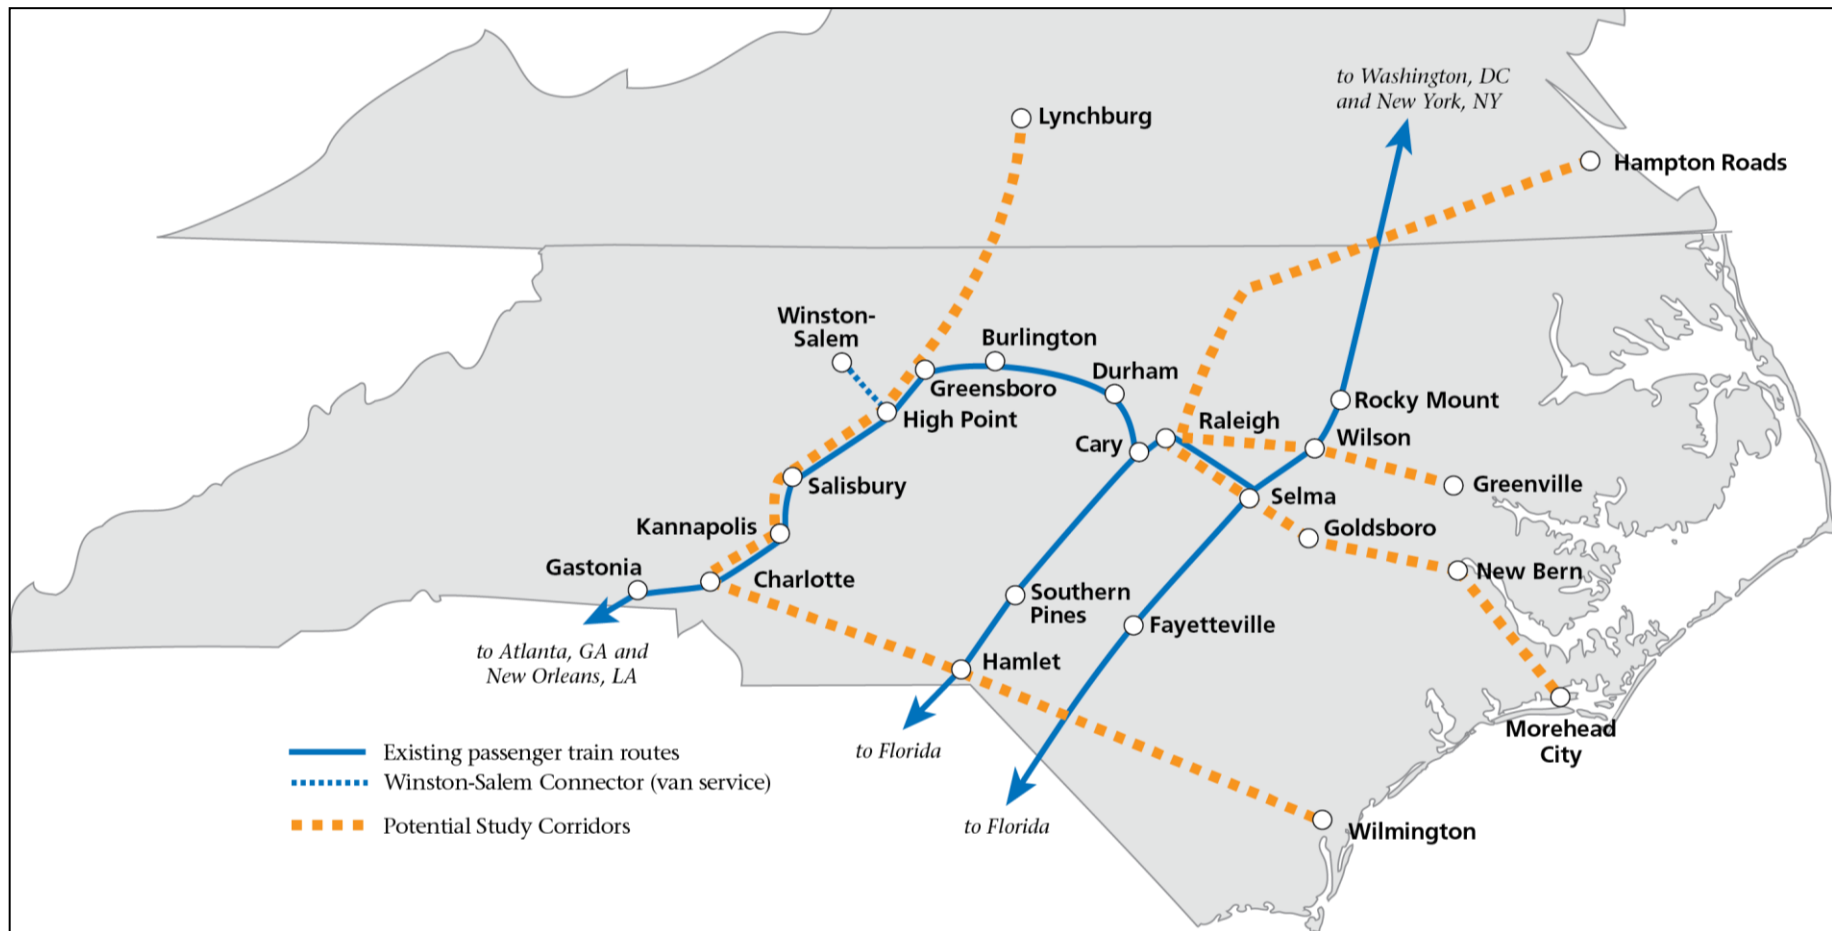 to Washington, DC
and New York, NY
Lynchburg
Hampton Roads
Winston-
Salem
Burlington
Durham
Greensboro
High Point
Rocky Mount
Raleigh
Wilson
Cary
Salisbury
Greenville
Selma
Kannapolis
Goldsboro
Gastonia
Charlotte
New Bern
Southern
Pines
Fayetteville
to Atlanta, GA and
New Orleans, LA
Hamlet
Morehead
City
to Florida
to Florida
Wilmington
Existing passenger train routes
Winston-Salem Connector (van service)
Potential Study Corridors